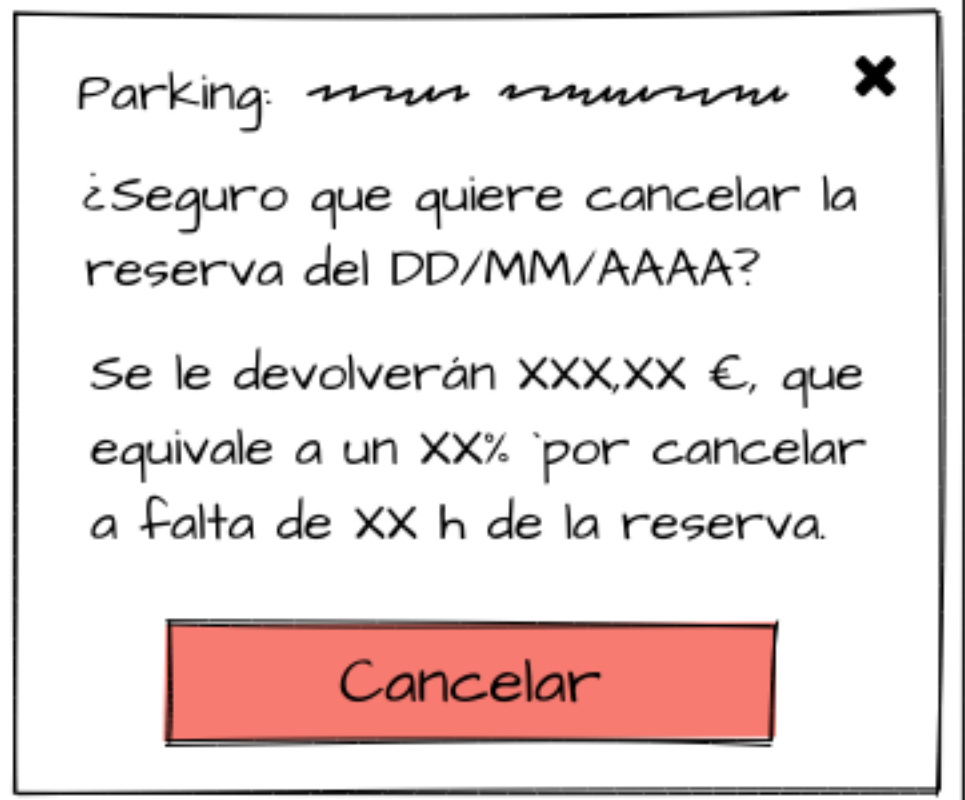 Parking:
¿Seguro que quiere cancelar la
reserva del DD/MM/AAAA?
Se le devolverán XXX,XX €, que
equivale a un XX% `por cancelar
a falta de XX h de la reserva.
Cancelar